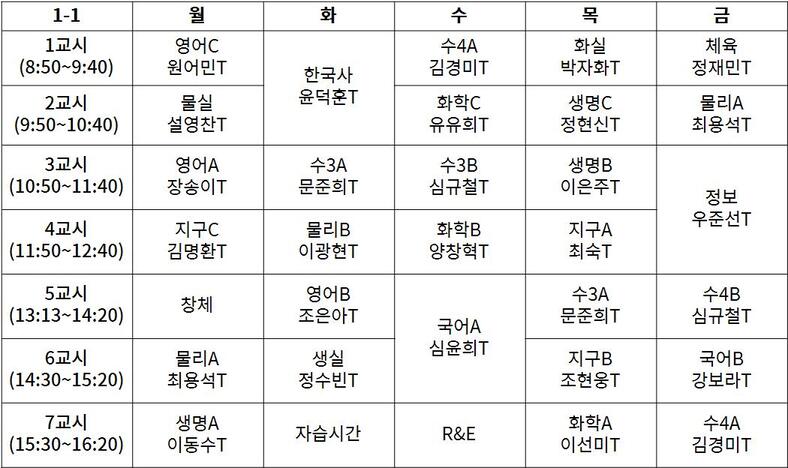 1-1 월 화 수 목 금
1교시 영어C 한국사 수4A 화실 체육
(8:50~9:40) 원어민T 윤덕훈T 김경미T 박자화T 정재민T
2교시 물실 화학C 생명C 물리A
(9:50~10:40) 설영찬T 유유희T 정현신T 최용석T
3교시 영어A 수3A 수3B 생명B 정보
(10:50~11:40) 장송이T 문준희T 심규철T 이은주T 우준선T
4교시 지구C 물리B 화학B 지구A
(11:50~12:40) 김명환T 이광현T 양창혁T 최숙T
5교시 창체 영어B 국어A 수3A 수4B
(13:13~14:20) 조은아T 심윤희T 문준희T 심규철T
6교시 물리A 생실 지구B 국어B
(14:30~15:20) 최용석T 정수빈T 조현웅T 강보라T
7교시 생명A 자습시간 R&E 화학A 수4A
(15:30~16:20) 이동수T 이선미T 김경미T